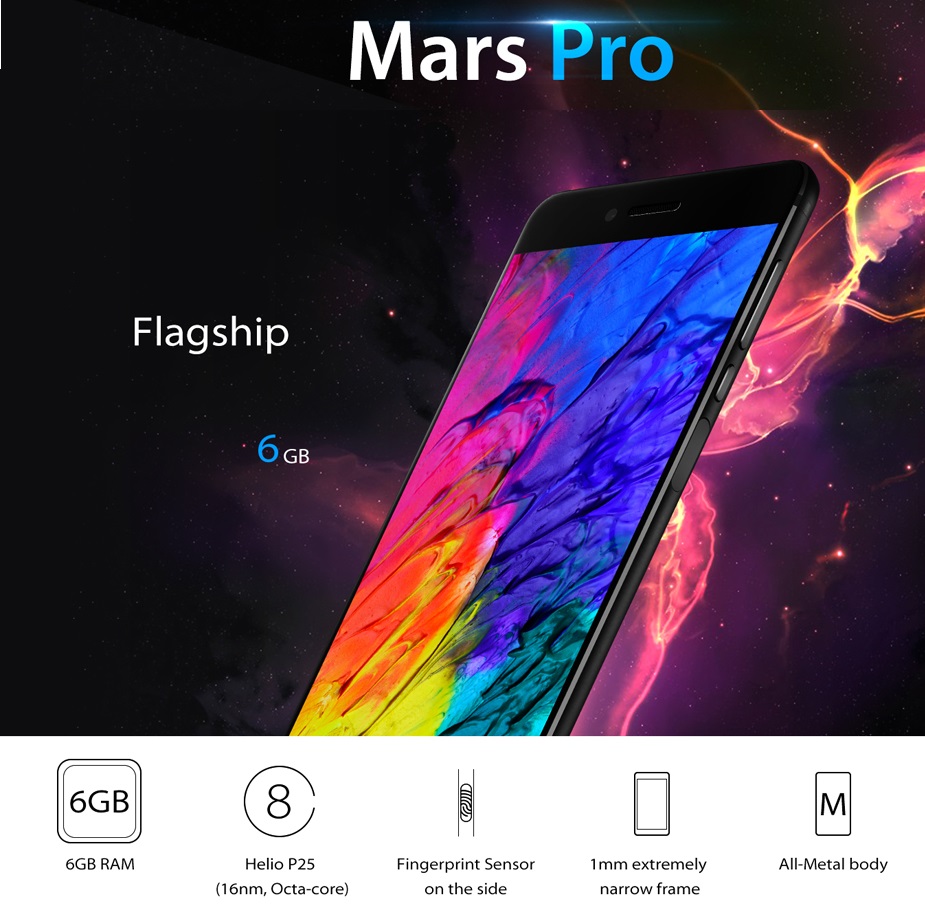 Mars Pro
Flagship
6 GB
6GB
8
M
6GB RAM
Helio P25
(16nm, Octa-core)
Fingerprint Sensor
on the side
1mm extremely
narrow frame
All-Metal body